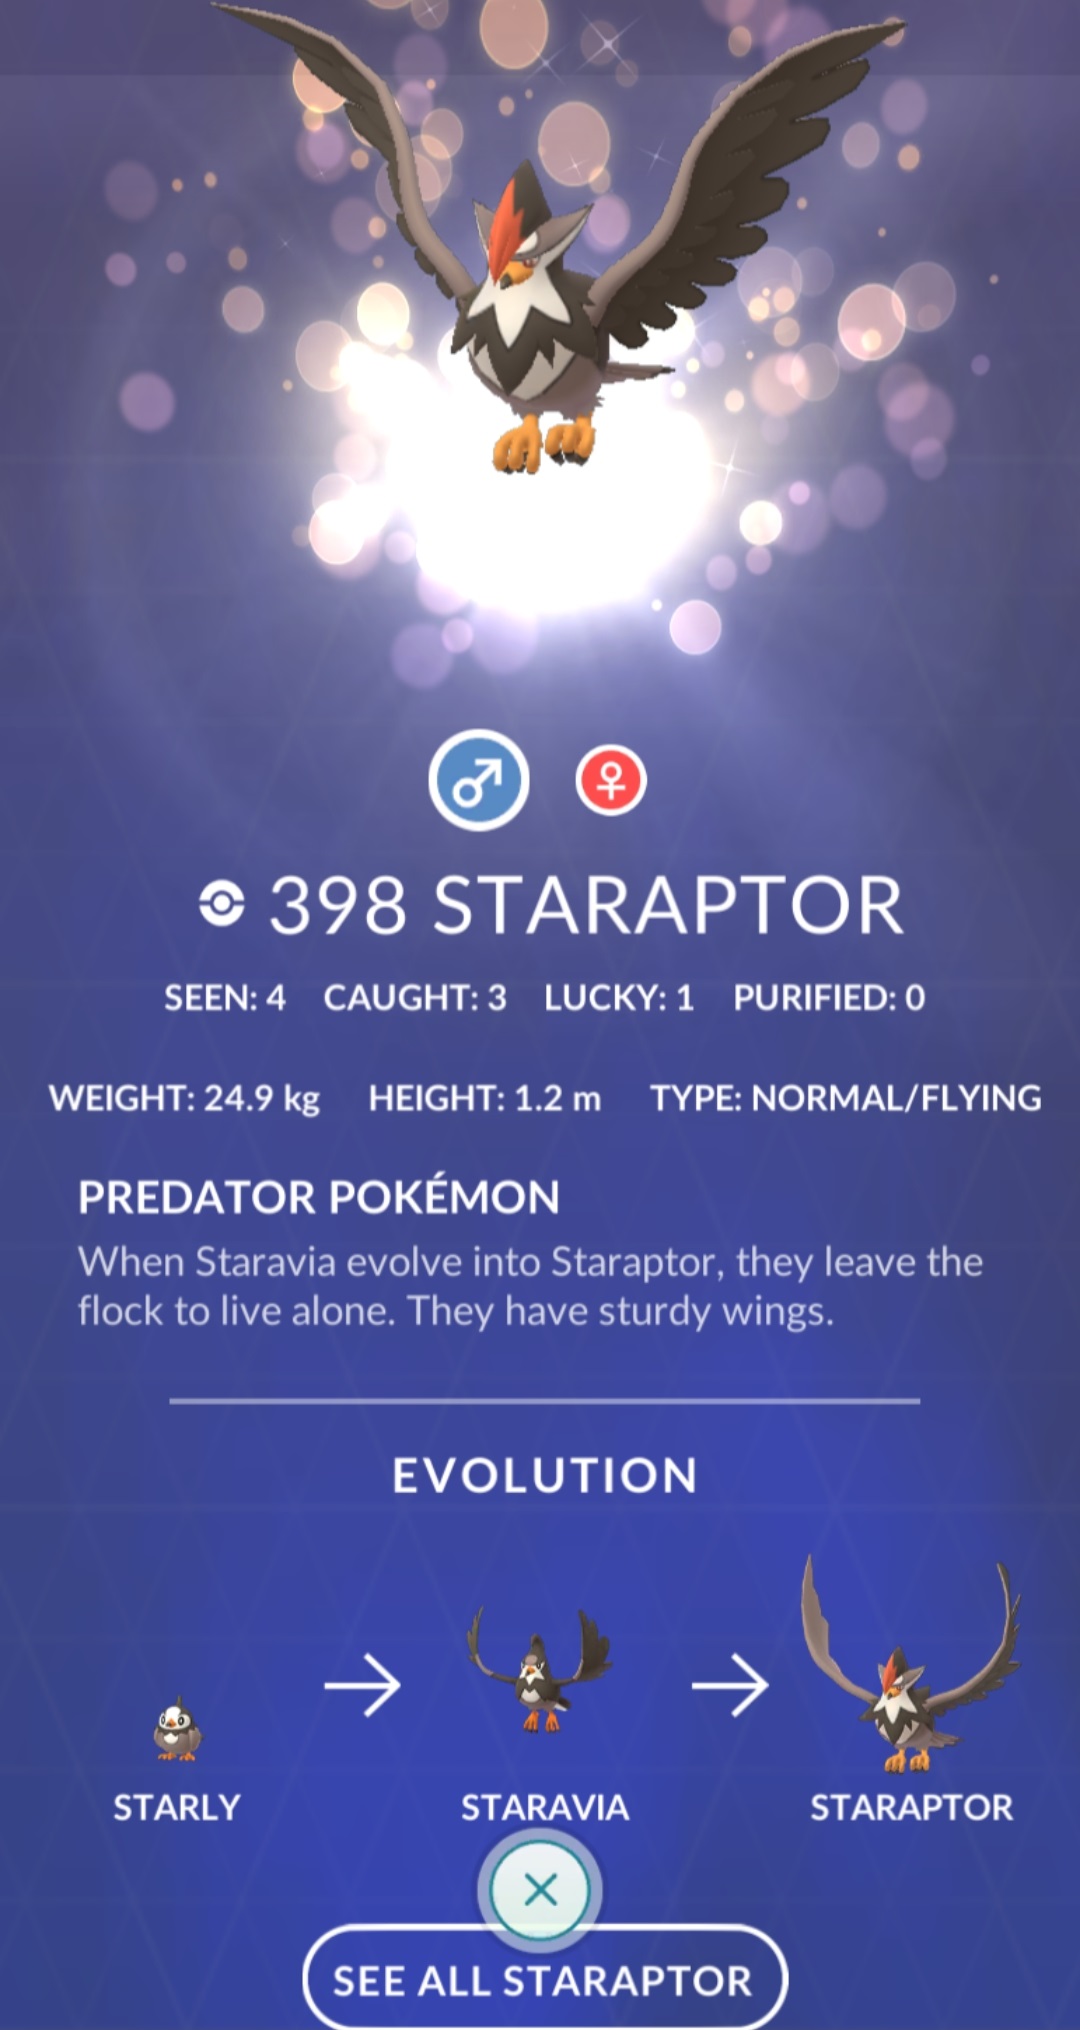 398 STARAPTOR
SEEN: 4 CAUGHT: 3 LUCKY: 1 PURIFIED: 0
WEIGHT: 24.9 kg HEIGHT: 1.2 m TYPE: NORMAL/FLYING
PREDATOR POKÉMON
When Staravia evolve into Staraptor, they leave the
flock to live alone. They have sturdy wings.
EVOLUTION
STARLY STARAVIA STARAPTOR
SEE ALL STARAPTOR